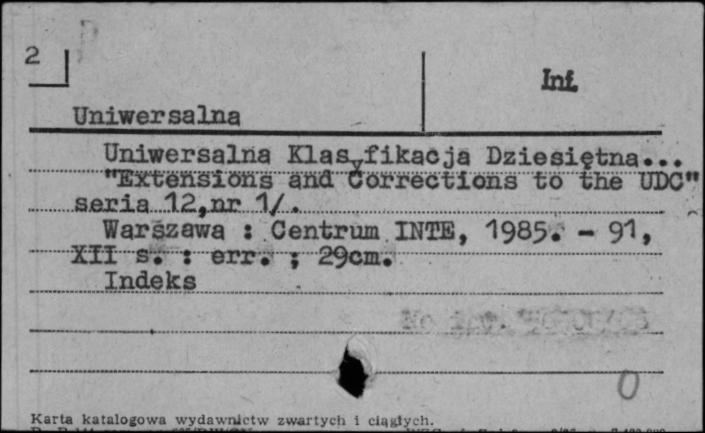 2
Inf.
Uniwersalna
Uniwersalna Klasyfikacja Dziesiętna...
"Extensions and Corrections to the UDC"
seria 12,nr 1/.
Warszawa : Centrum INTE, 1985. - 91,
XII s. : err. ; 29cm.
Indeks
0
Karta katalogowa wydawnictw zwartych i ciągłych.